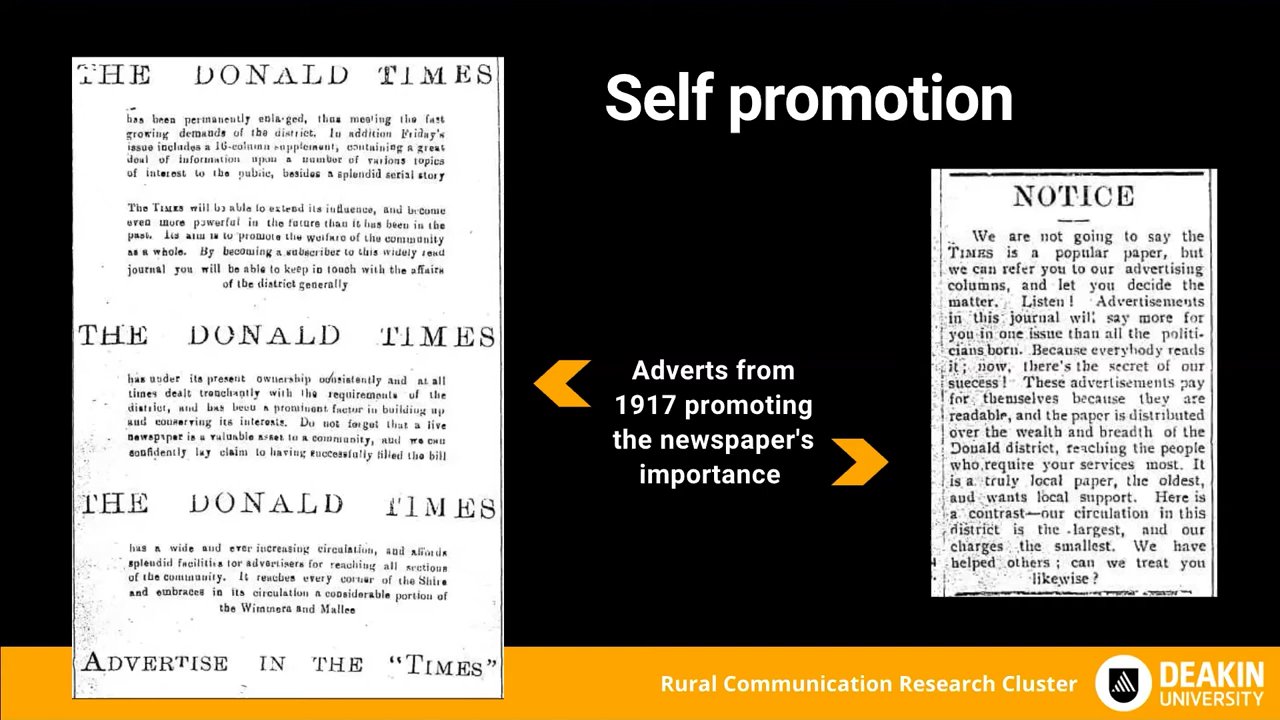 THE DONALD TIMES
has been permanently enlarged, thus meeting the fast
growing demands of the district. In addition Friday's
issue includes a 16-column supplement, containing a great
deal of information upon a number of various topics
of interest to the public, besides a splendid serial story
The TIMES will be able to extend its influence, and become
even more powerful in the future than it has been in the
past. Its aim is to promote the welfare of the community
as a whole. By becoming a subscriber to this widely read
journal you will be able to keep in touch with the affairs
of the district generally
THE DONALD TIMES
has under its present ownership consistently and at all
times dealt trenchantly with the requirements of the
district, and has been a prominent factor in building up
and conserving its interests. Do not forget that a live
newspaper is a valuable asset to a community, and we can
confidently lay claim to having successfully filled the bill
THE DONALD TIMES
has a wide and ever increasing circulation, and affords
splendid facilities for advertisers for reaching all sections
of the community. It reaches every corner of the Shire
and embraces in its circulation a considerable portion of
the Wimmera and Mallee
ADVERTISE IN THE "TIMES"
Self promotion
Adverts from
1917 promoting
the newspaper's
importance
NOTICE
We are not going to say the
TIMES is a popular paper, but
we can refer you to our advertising
columns, and let you decide the
matter. Listen! Advertisements
in this journal will say more for
you in one issue than all the politi-
cians born. Because everybody reads
it; now, there's the secret of our
success! These advertisements pay
for themselves because they are
readable, and the paper is distributed
over the wealth and breadth of the
Donald district, reaching the people
who require your services most. It
is a truly local paper, the oldest,
and wants local support. Here is
a contrast—our circulation in this
district is the largest, and our
charges the smallest. We have
helped others; can we treat you
likewise?
Rural Communication Research Cluster
DEAKIN
UNIVERSITY